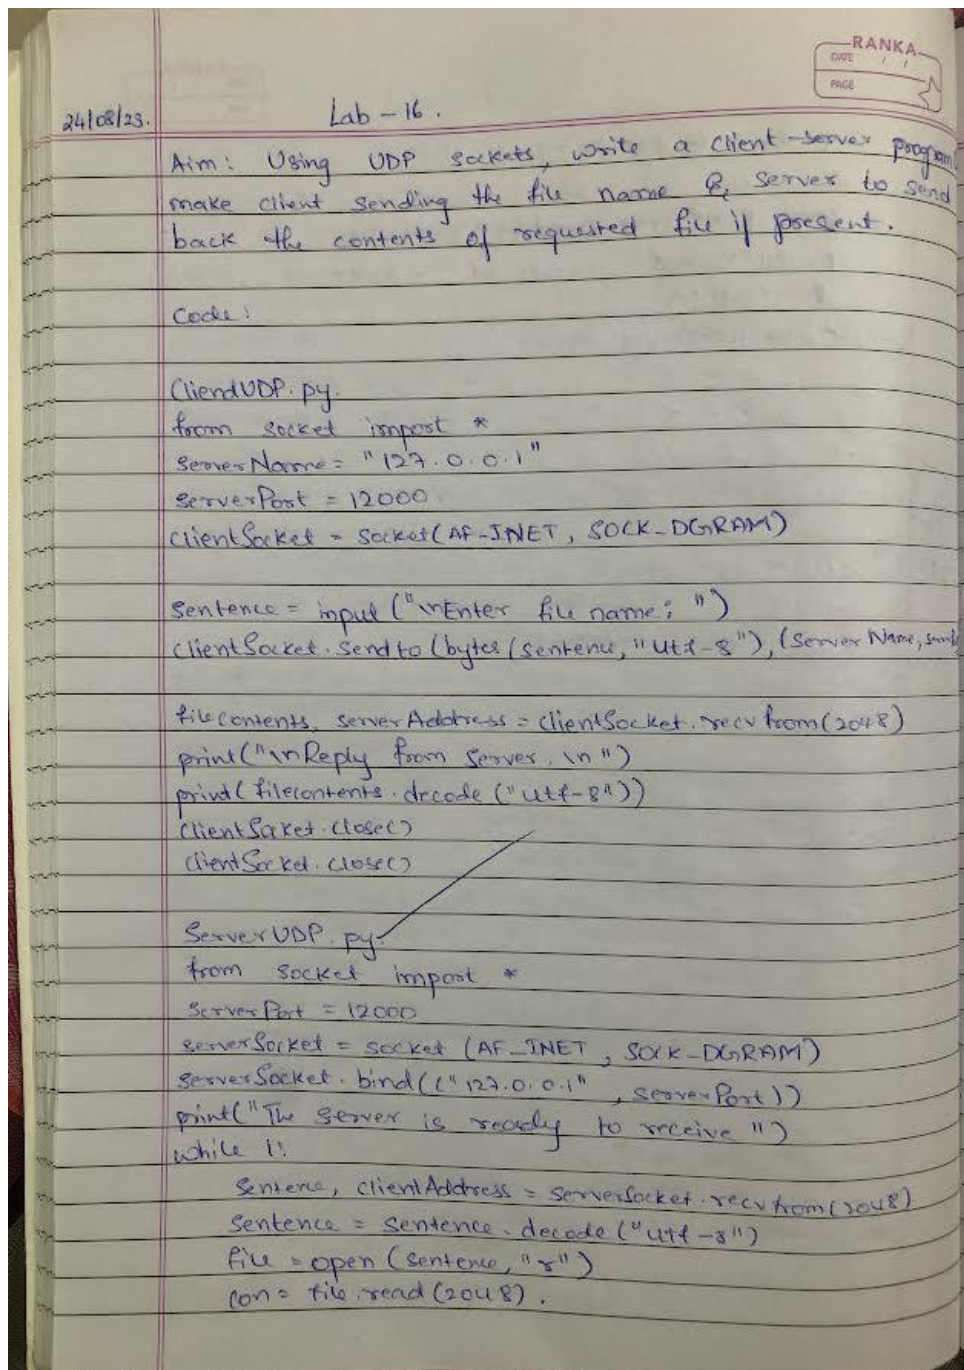 RANKA
DATE / /
PAGE
24/08/23.
Lab - 16.
Aim: Using UDP sockets, write a client-server program
make client sending the file name & server to send
back the contents of requested file if present.
Code:
CliendUDP.py.
from socket import *
serverName = "127.0.0.1"
serverPort = 12000
clientSocket = socket(AF_INET, SOCK_DGRAM)
sentence = input("\nEnter file name: ")
clientSocket.sendto(bytes(sentence, "utf-8"), (serverName,
filecontents, serverAddress = clientSocket.recvfrom(2048)
print("\nReply from server. \n")
print(filecontents.decode("utf-8"))
clientSocket.close()
clientSocket.close()
ServerUDP.py.
from socket import *
serverPort = 12000
serverSocket = socket (AF_INET, SOCK_DGRAM)
serverSocket.bind(("127.0.0.1", serverPort))
print("The server is ready to receive")
while 1:
sentence, clientAddress = serverSocket.recvfrom(2048)
sentence = sentence.decode("utf-8")
file = open(sentence, "r")
con = file.read(2048).